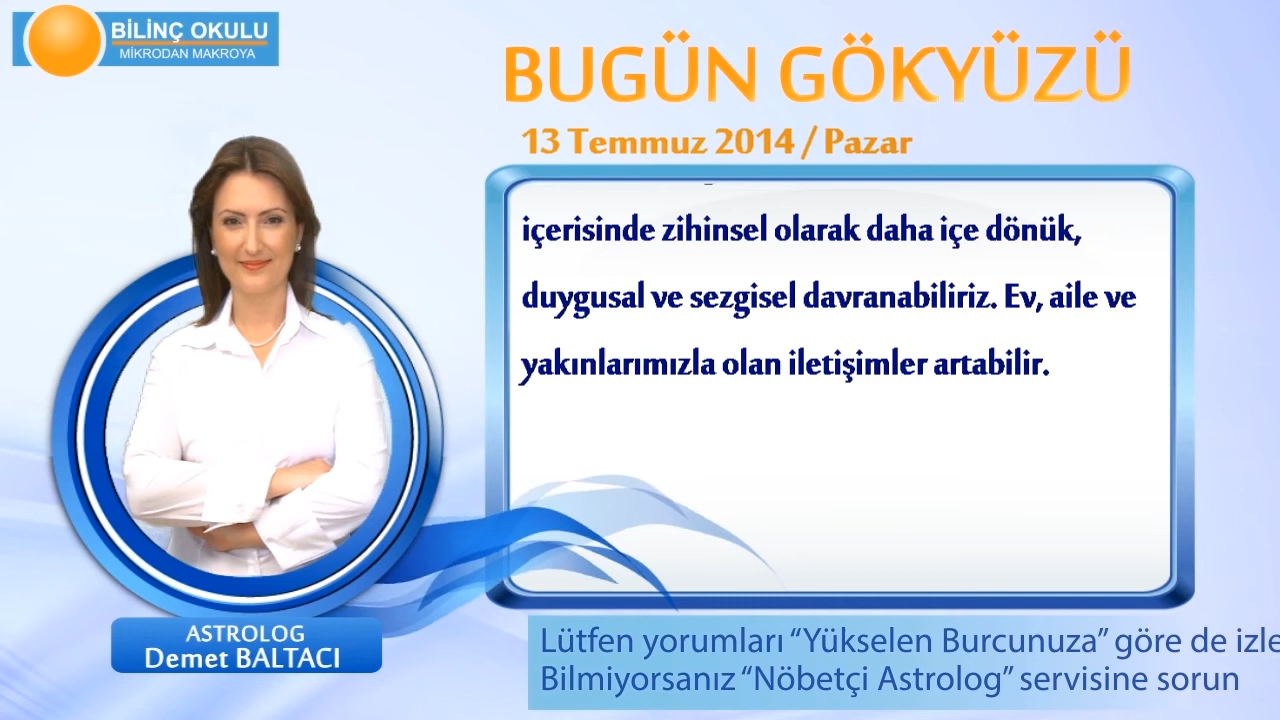 BİLİNÇ OKULU
MİKRODAN MAKROYA
BUGÜN GÖKYÜZÜ
13 Temmuz 2014 / Pazar
içerisinde zihinsel olarak daha içe dönük,
duygusal ve sezgisel davranabiliriz. Ev, aile ve
yakınlarımızla olan iletişimler artabilir.
ASTROLOG
Demet BALTACI
Lütfen yorumları “Yükselen Burcunuza” göre de izle
Bilmiyorsanız “Nöbetçi Astrolog” servisine sorun